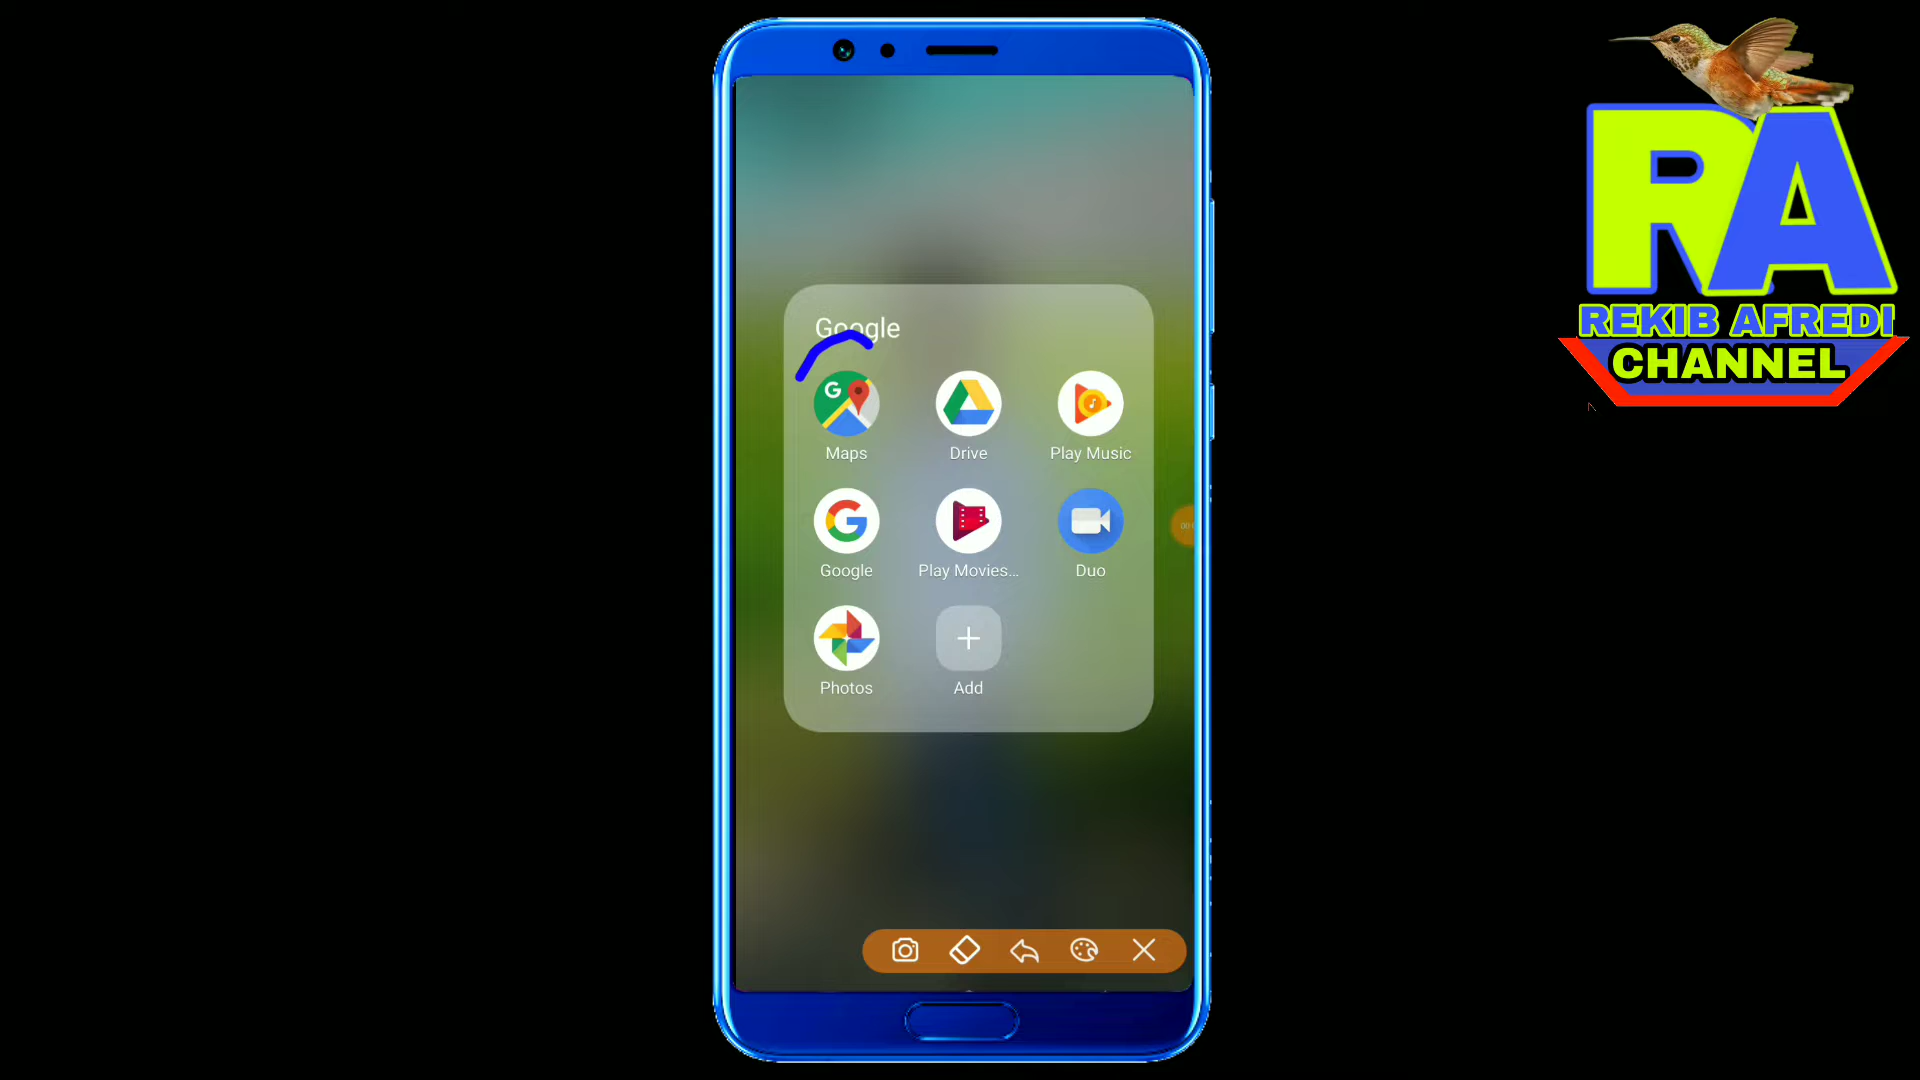 Google
Maps
Drive
Play Music
Google
Play Movies...
Duo
Photos
Add
RA
REKIB AFREDI
CHANNEL